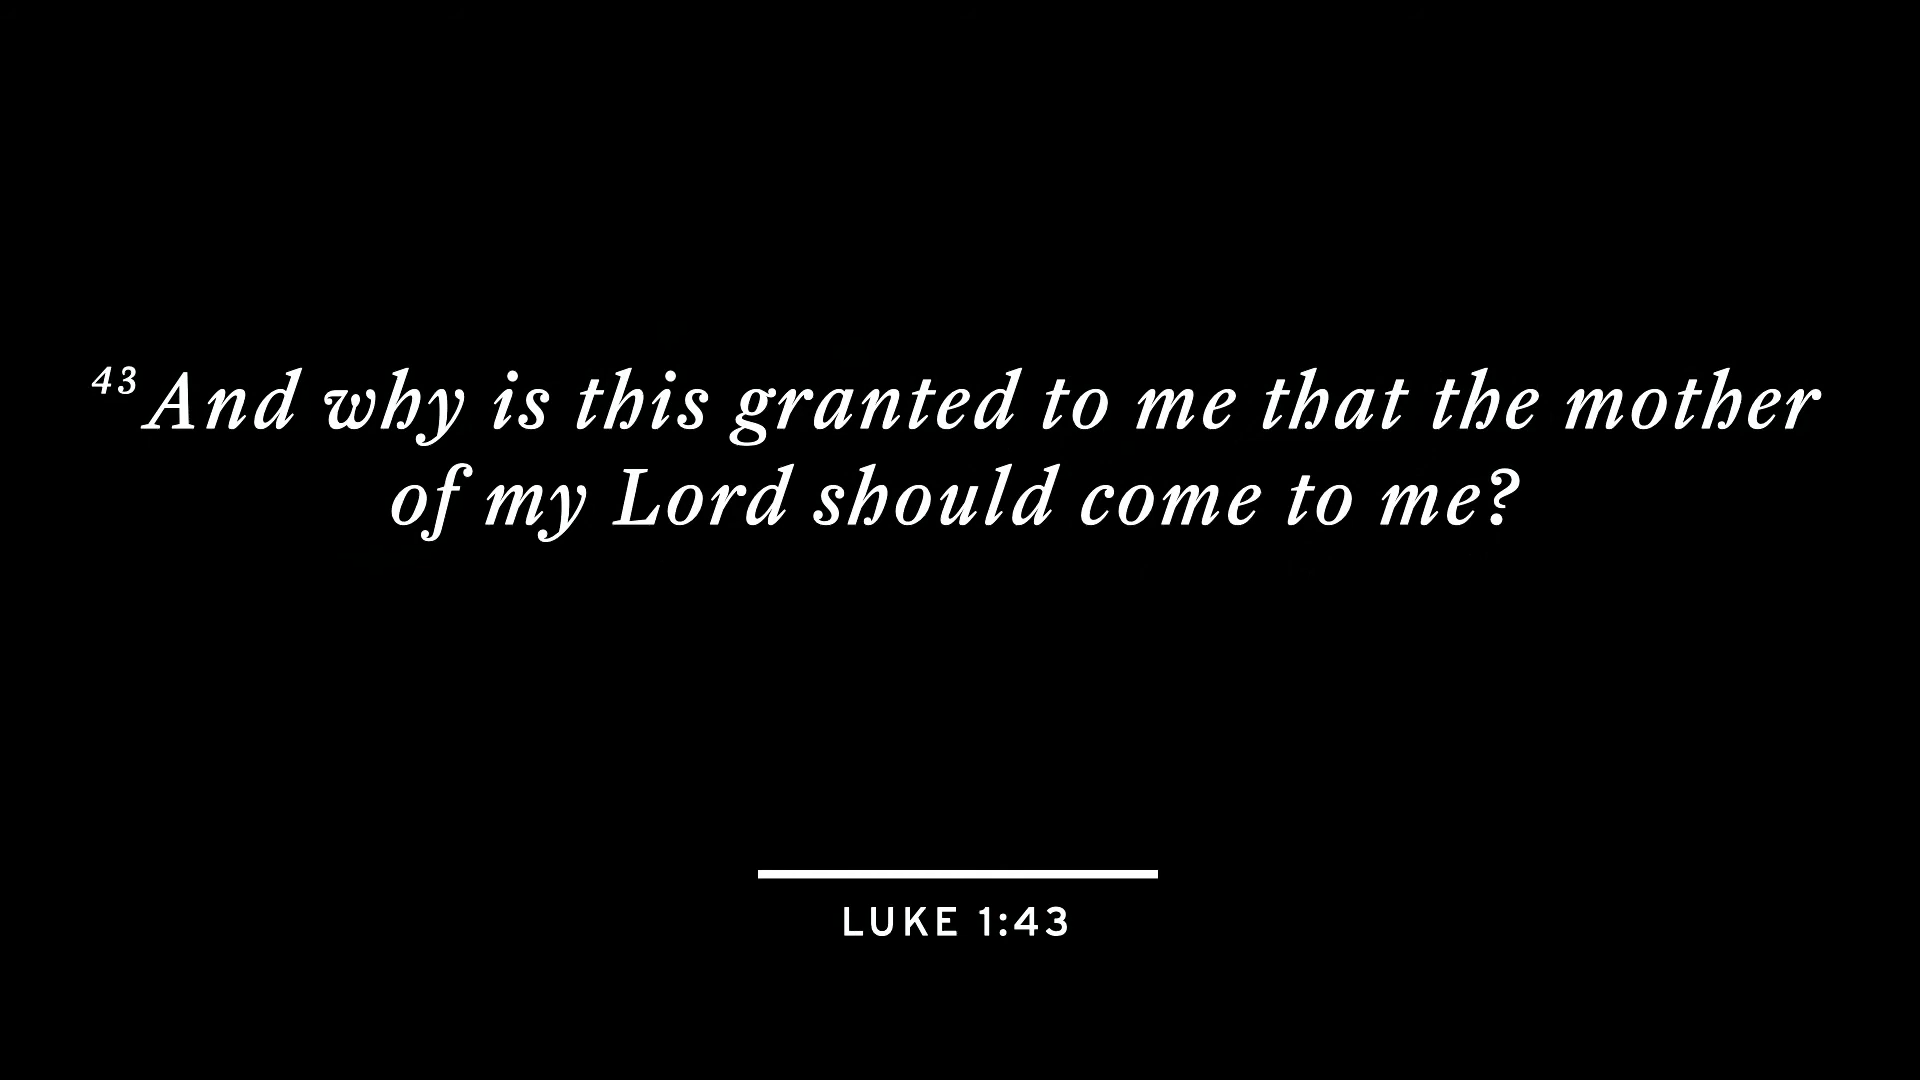 ⁴³And why is this granted to me that the mother
of my Lord should come to me?
LUKE 1:43